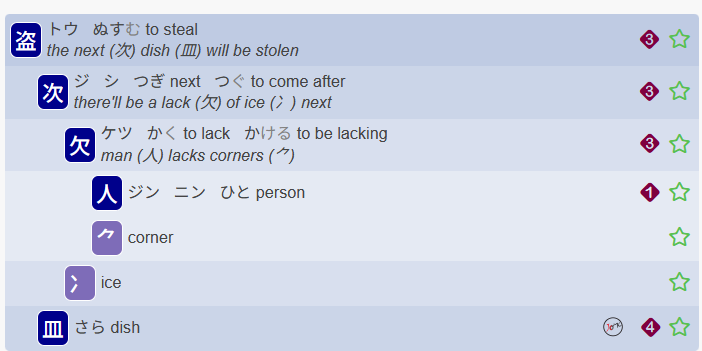 盗 トウ ぬすむ to steal 3
the next (次) dish (皿) will be stolen
次 ジ シ つぎ next つぐ to come after 3
there'll be a lack (欠) of ice (冫) next
欠 ケツ かく to lack かける to be lacking 3
man (人) lacks corners (⺈)
人 ジン ニン ひと person 1
⺈ corner
冫 ice
皿 さら dish 4